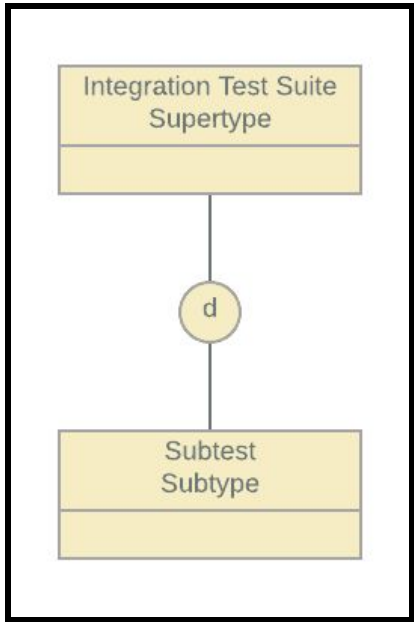 Integration Test Suite
Supertype
d
Subtest
Subtype